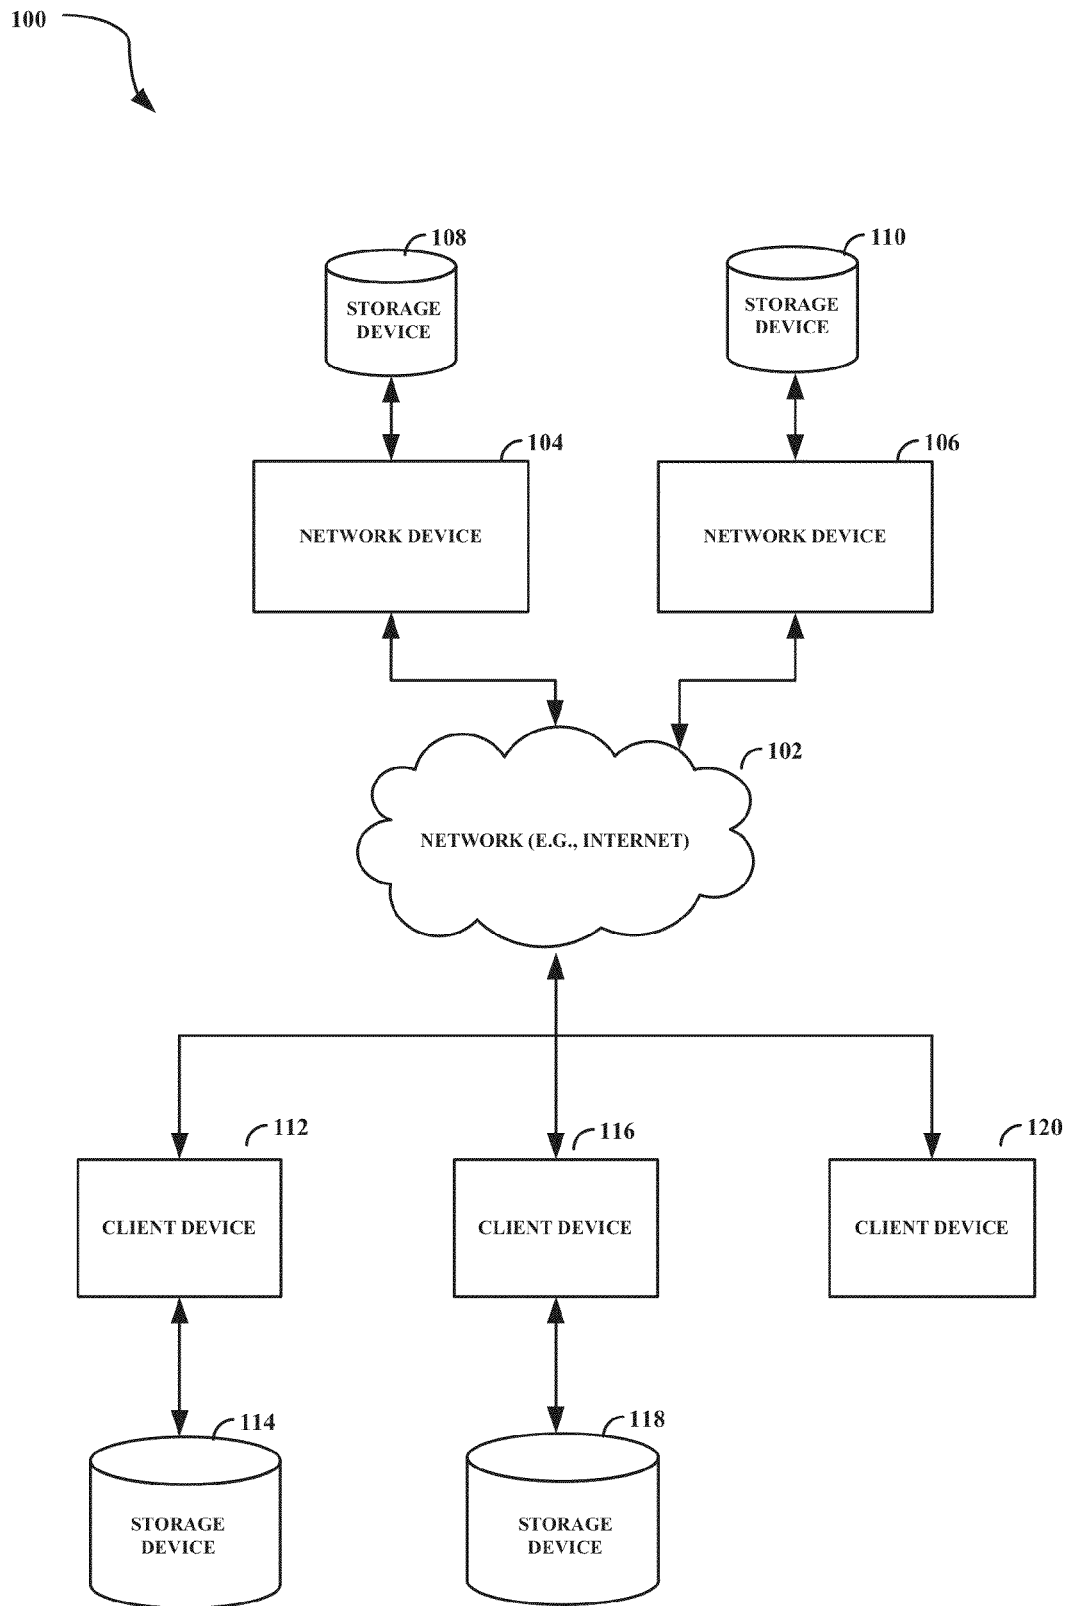 100
108
110
STORAGE
DEVICE
STORAGE
DEVICE
104
106
NETWORK DEVICE
NETWORK DEVICE
102
NETWORK (E.G., INTERNET)
112
116
120
CLIENT DEVICE
CLIENT DEVICE
CLIENT DEVICE
114
118
STORAGE
DEVICE
STORAGE
DEVICE